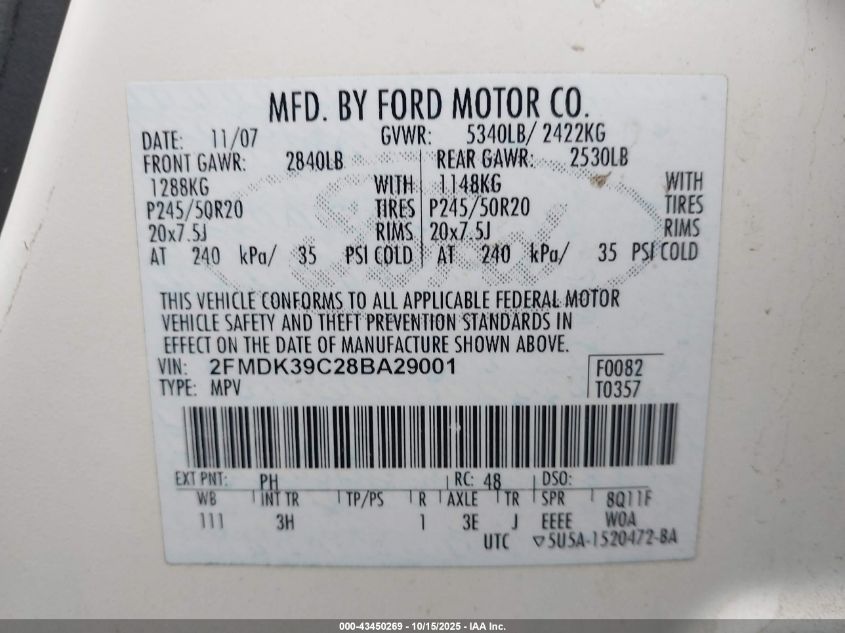 MFD. BY FORD MOTOR CO.
DATE: 11/07 GVWR: 5340LB/ 2422KG
FRONT GAWR: 2840LB REAR GAWR: 2530LB
1288KG WITH 1148KG WITH
P245/50R20 TIRES P245/50R20 TIRES
20x7.5J RIMS 20x7.5J RIMS
AT 240 kPa/ 35 PSI COLD AT 240 kPa/ 35 PSI COLD
THIS VEHICLE CONFORMS TO ALL APPLICABLE FEDERAL MOTOR
VEHICLE SAFETY AND THEFT PREVENTION STANDARDS IN
EFFECT ON THE DATE OF MANUFACTURE SHOWN ABOVE.
VIN: 2FMDK39C28BA29001 F0082
TYPE: MPV T0357
EXT PNT: PH RC: 48 DSO:
WB INT TR TP/PS R AXLE TR SPR 8Q11F
111 3H 1 3E J EEEE WOA
UTC ▽5U5A-1520472-BA
000-43450269 - 10/15/2025 - IAA Inc.